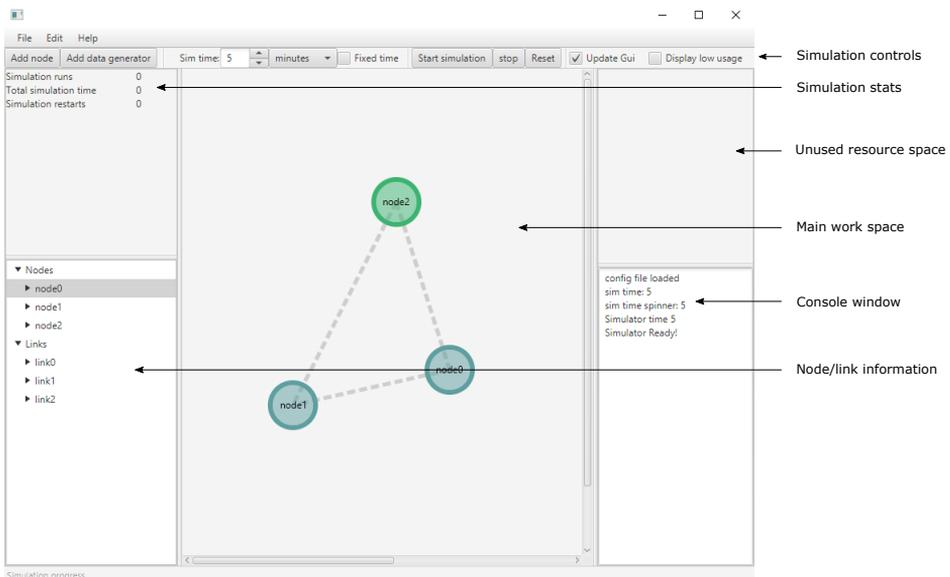 File Edit Help
Add node Add data generator Sim time: 5 minutes Fixed time Start simulation stop Reset Update Gui Display low usage
Simulation controls
Simulation runs 0
Total simulation time 0
Simulation restarts 0
Simulation stats
Unused resource space
node2
Main work space
Nodes
node0
node1
node2
Links
link0
link1
link2
config file loaded
sim time: 5
sim time spinner: 5
Simulator time 5
Simulator Ready!
Console window
node0
node1
Node/link information
Simulation progress